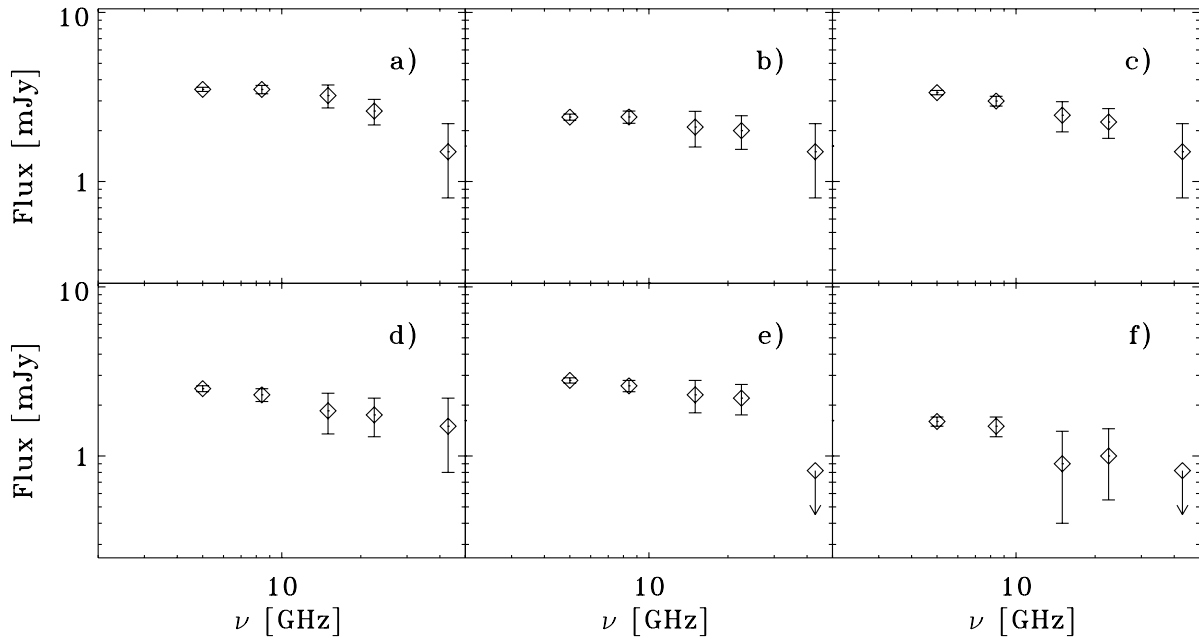 10
1
Flux [mJy]
a)
b)
c)
10
1
Flux [mJy]
d)
e)
f)
10
10
10
ν [GHz]
ν [GHz]
ν [GHz]